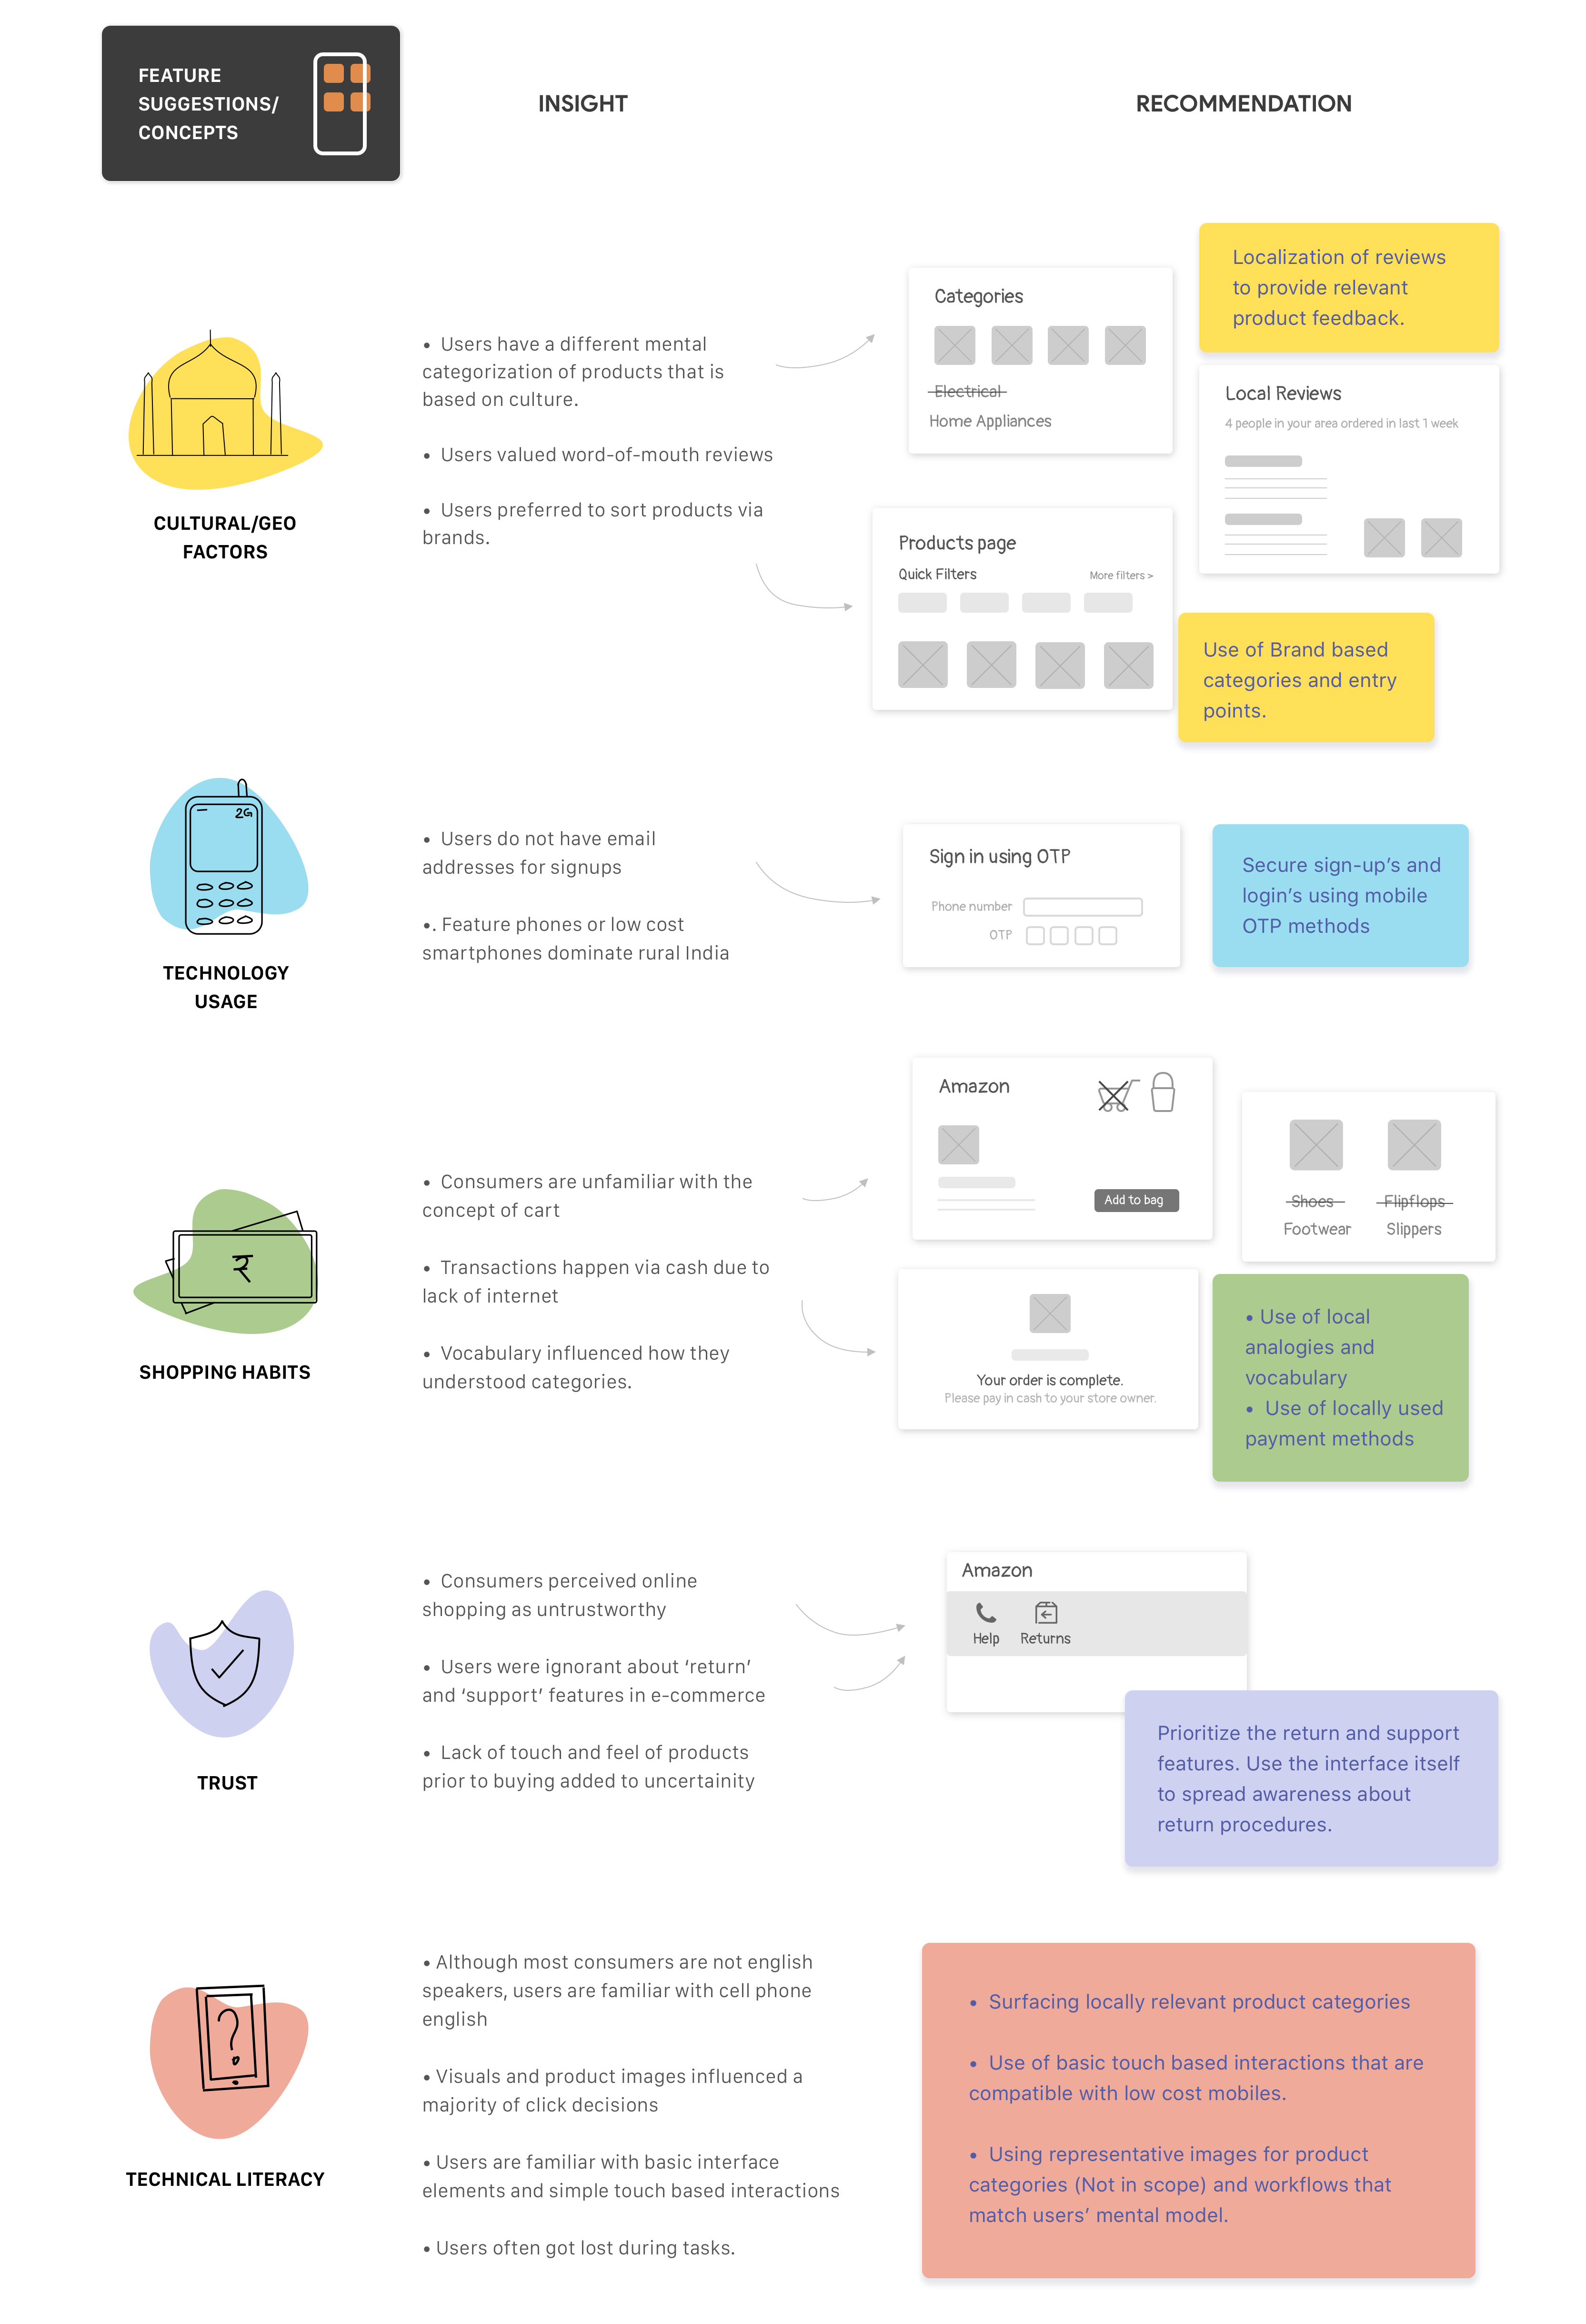 FEATURE
SUGGESTIONS/
CONCEPTS
INSIGHT
RECOMMENDATION
CULTURAL/GEO
FACTORS
• Users have a different mental
categorization of products that is
based on culture.
• Users valued word-of-mouth reviews
• Users preferred to sort products via
brands.
Categories
Electrical
Home Appliances
Localization of reviews
to provide relevant
product feedback.
Local Reviews
4 people in your area ordered in last 1 week
Products page
Quick Filters
More filters >
Use of Brand based
categories and entry
points.
2G
TECHNOLOGY
USAGE
• Users do not have email
addresses for signups
•. Feature phones or low cost
smartphones dominate rural India
Sign in using OTP
Phone number
OTP
Secure sign-up's and
login's using mobile
OTP methods
₹
SHOPPING HABITS
• Consumers are unfamiliar with the
concept of cart
• Transactions happen via cash due to
lack of internet
• Vocabulary influenced how they
understood categories.
Amazon
Add to bag
Shoes
Flipflops
Footwear
Slippers
Your order is complete.
Please pay in cash to your store owner.
• Use of local
analogies and
vocabulary
• Use of locally used
payment methods
TRUST
• Consumers perceived online
shopping as untrustworthy
• Users were ignorant about ‘return’
and ‘support’ features in e-commerce
• Lack of touch and feel of products
prior to buying added to uncertainity
Amazon
Help
Returns
Prioritize the return and support
features. Use the interface itself
to spread awareness about
return procedures.
?
TECHNICAL LITERACY
• Although most consumers are not english
speakers, users are familiar with cell phone
english
• Visuals and product images influenced a
majority of click decisions
• Users are familiar with basic interface
elements and simple touch based interactions
• Users often got lost during tasks.
• Surfacing locally relevant product categories
• Use of basic touch based interactions that are
compatible with low cost mobiles.
• Using representative images for product
categories (Not in scope) and workflows that
match users’ mental model.